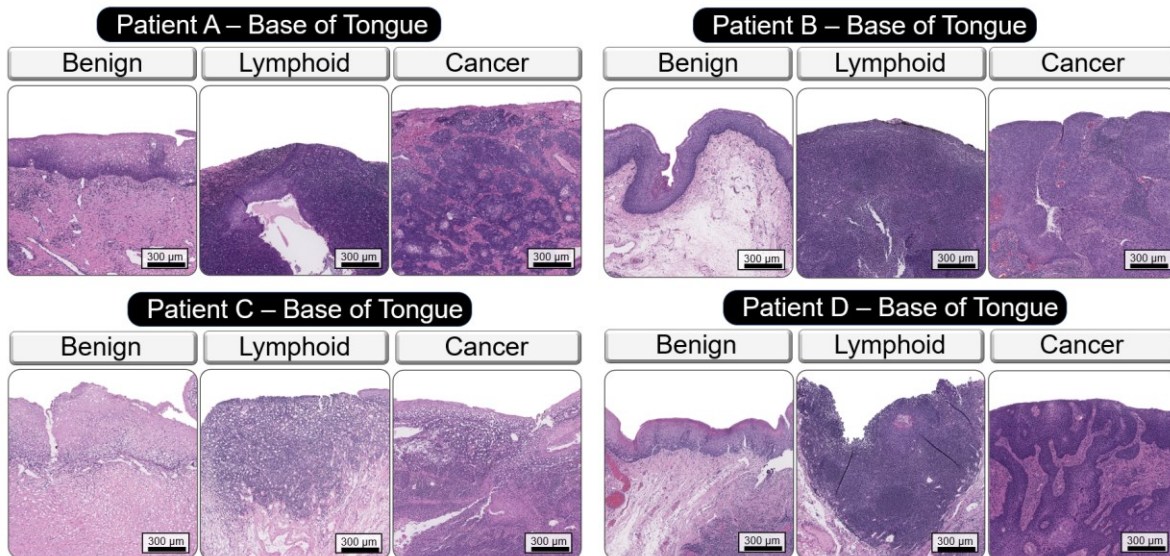 Patient A – Base of Tongue
Benign
Lymphoid
Cancer
300 µm
300 µm
300 µm
Patient B – Base of Tongue
Benign
Lymphoid
Cancer
300 µm
300 µm
300 µm
Patient C – Base of Tongue
Benign
Lymphoid
Cancer
300 µm
300 µm
300 µm
Patient D – Base of Tongue
Benign
Lymphoid
Cancer
300 µm
300 µm
300 µm